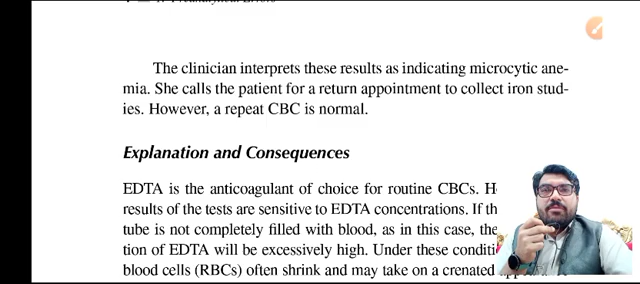 The clinician interprets these results as indicating microcytic ane-
mia. She calls the patient for a return appointment to collect iron stud-
ies. However, a repeat CBC is normal.
Explanation and Consequences
EDTA is the anticoagulant of choice for routine CBCs. H
results of the tests are sensitive to EDTA concentrations. If th
tube is not completely filled with blood, as in this case, the
tion of EDTA will be excessively high. Under these conditi
blood cells (RBCs) often shrink and may take on a crenated